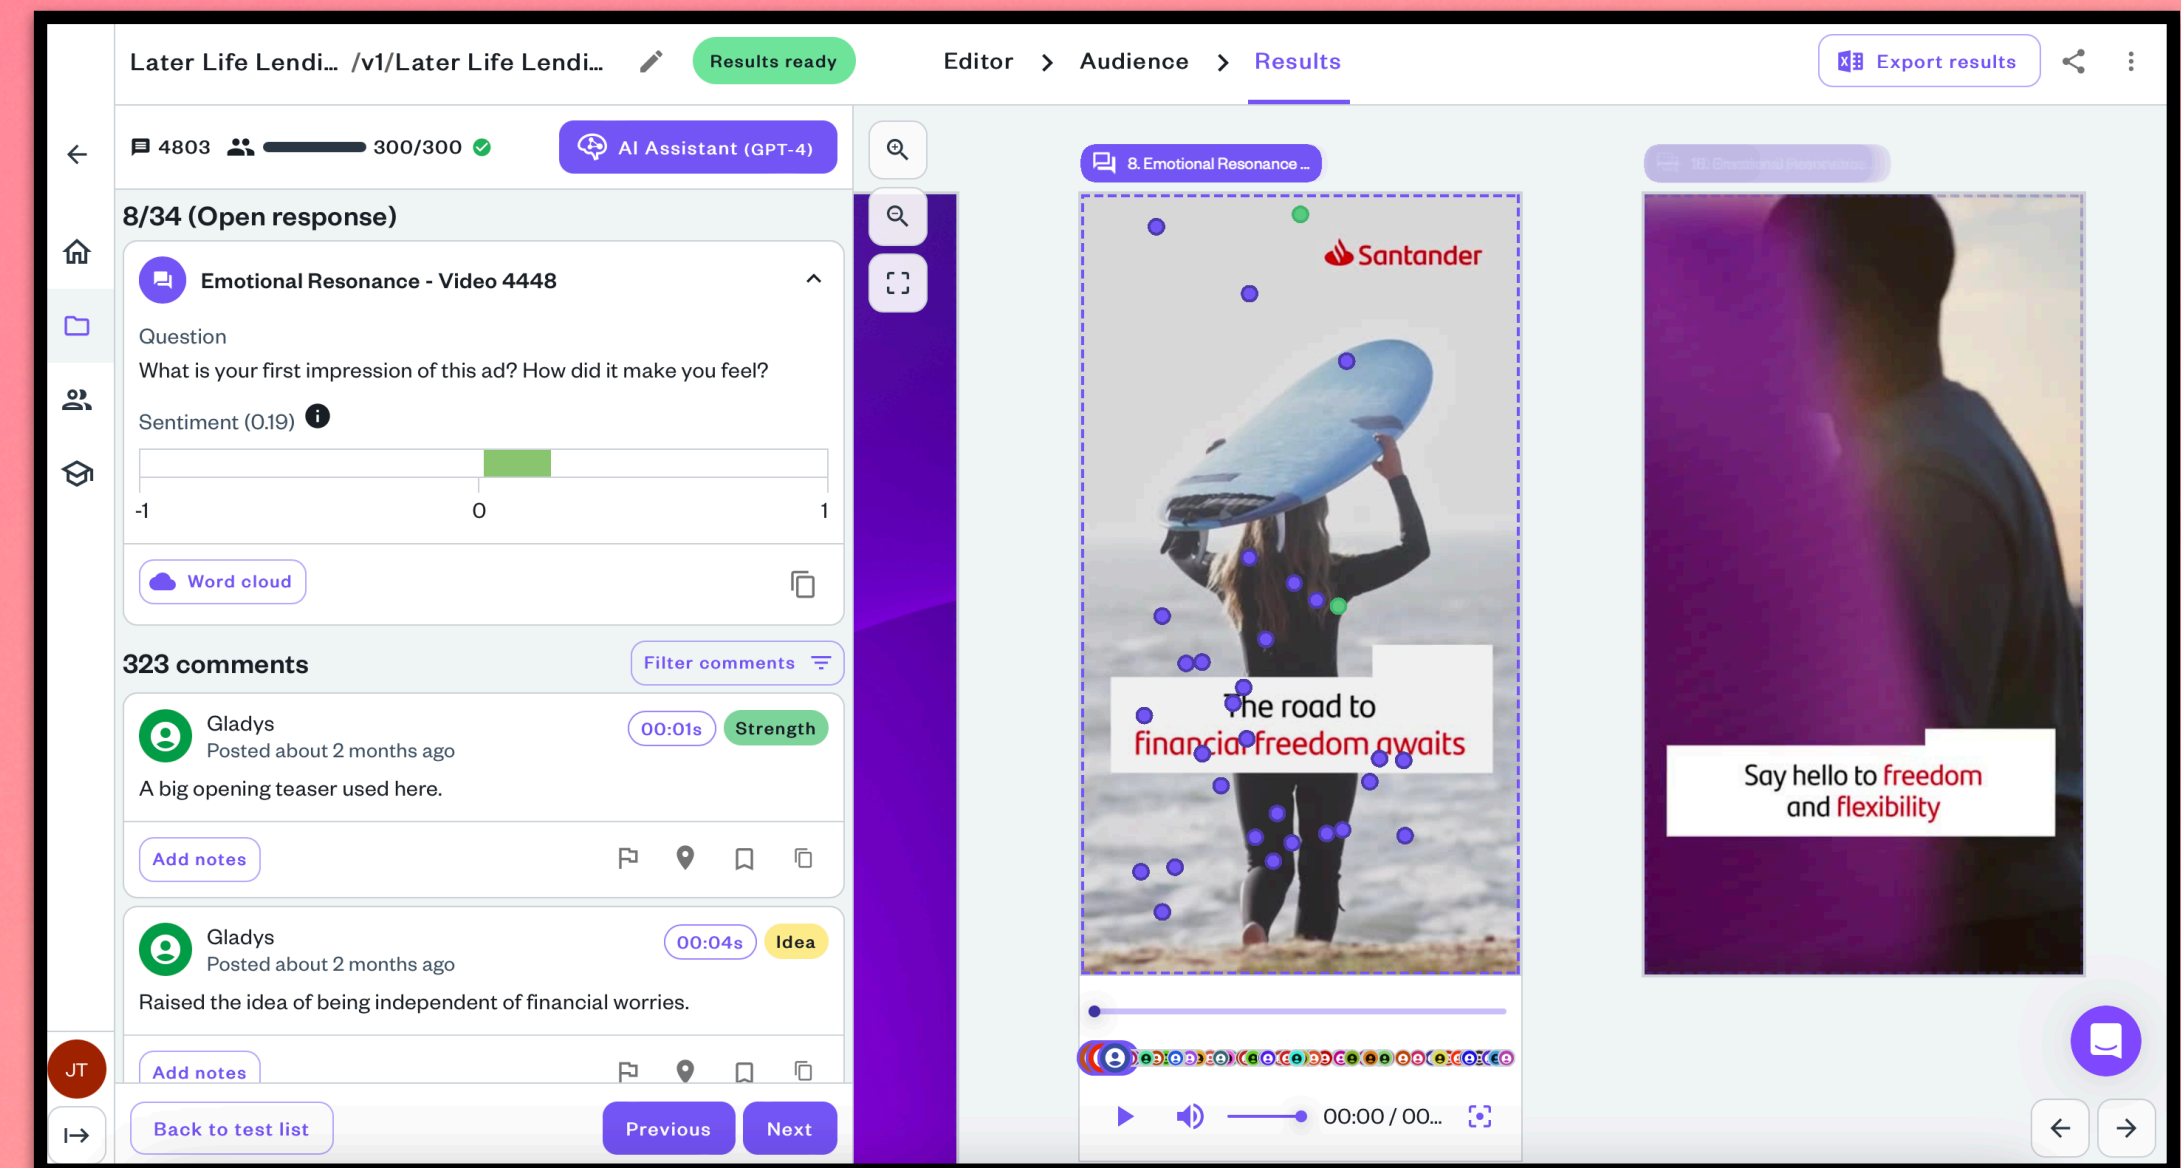 Later Life Lendi... /v1/Later Life Lendi...
Results ready
Editor
Audience
Results
Export results
4803
300/300
AI Assistant (GPT-4)
8/34 (Open response)
Emotional Resonance - Video 4448
Question
What is your first impression of this ad? How did it make you feel?
Sentiment (0.19)
-1 0 1
Word cloud
323 comments
Filter comments
Gladys
Posted about 2 months ago
00:01s
Strength
A big opening teaser used here.
Add notes
Gladys
Posted about 2 months ago
00:04s
Idea
Raised the idea of being independent of financial worries.
Add notes
Back to test list
Previous
Next
JT
8. Emotional Resonance ...
Santander
The road to
financial freedom awaits
00:00 / 00...
Say hello to freedom
and flexibility